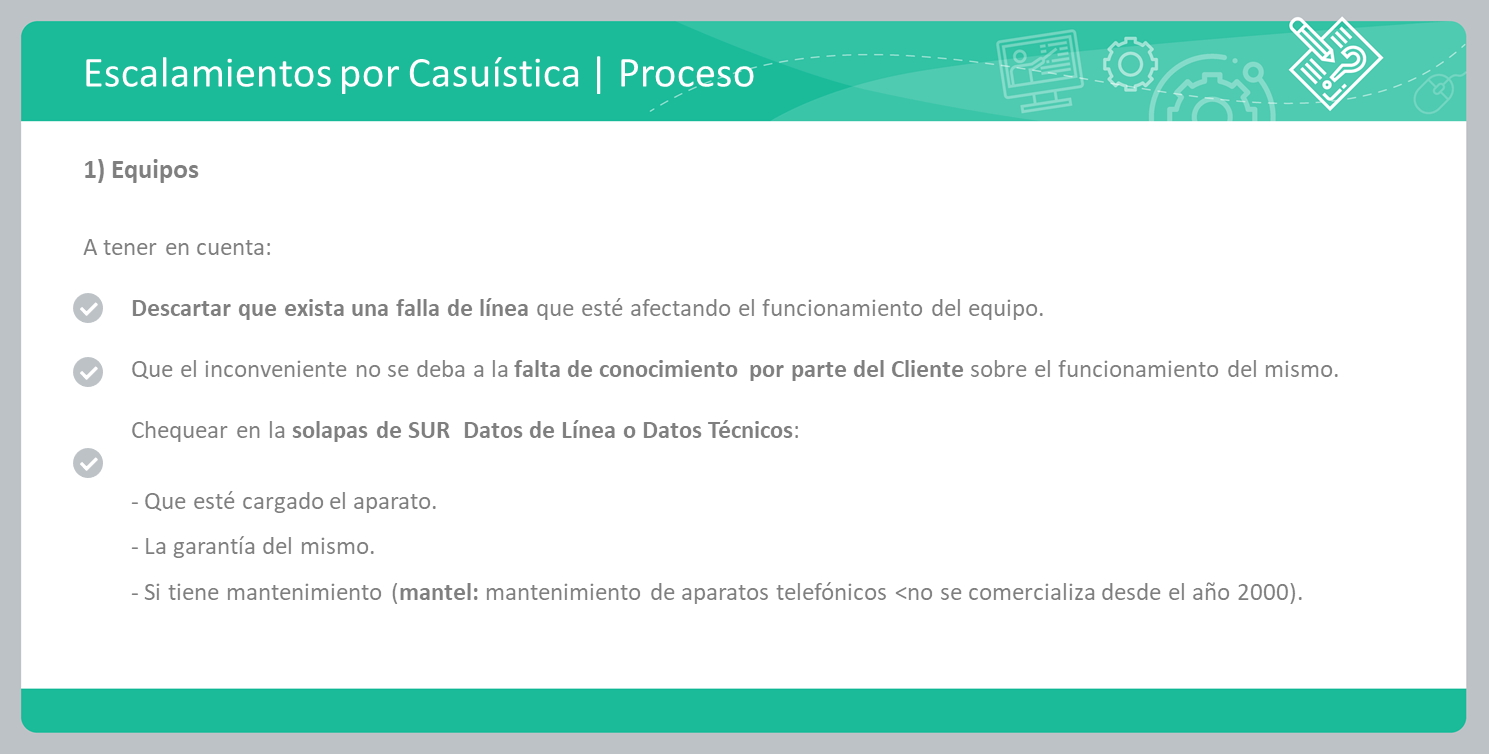 Escalamientos por Casuística | Proceso
1) Equipos
A tener en cuenta:
Descartar que exista una falla de línea que esté afectando el funcionamiento del equipo.
Que el inconveniente no se deba a la falta de conocimiento por parte del Cliente sobre el funcionamiento del mismo.
Chequear en la solapas de SUR Datos de Línea o Datos Técnicos:
- Que esté cargado el aparato.
- La garantía del mismo.
- Si tiene mantenimiento (mantel: mantenimiento de aparatos telefónicos <no se comercializa desde el año 2000).